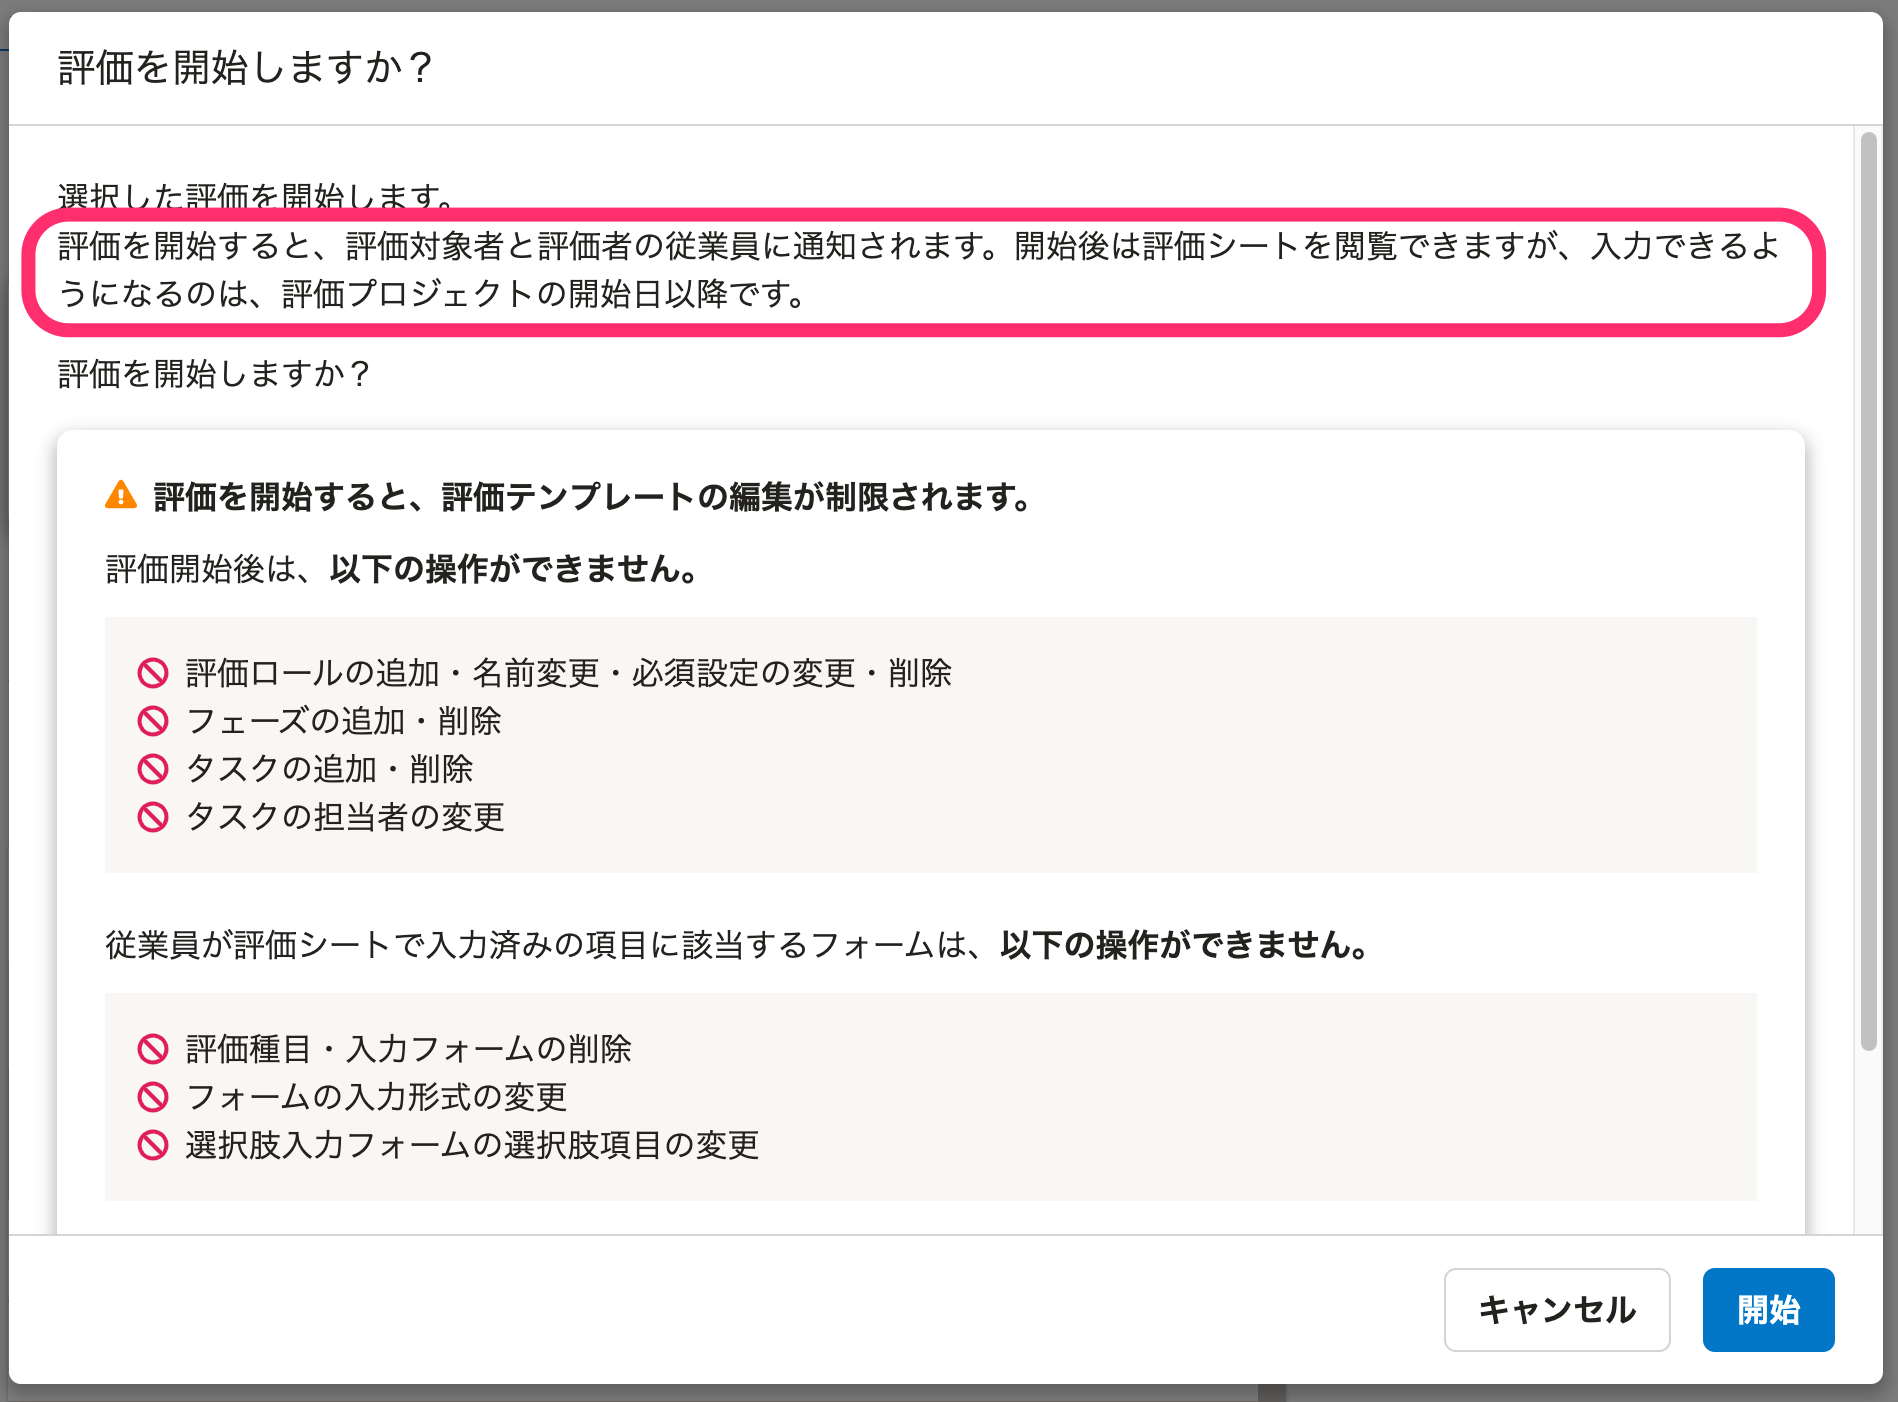 評価を開始しますか？
選択した評価を開始します。
評価を開始すると、評価対象者と評価者の従業員に通知されます。開始後は評価シートを閲覧できますが、入力できるよ
うになるのは、評価プロジェクトの開始日以降です。
評価を開始しますか？
評価を開始すると、評価テンプレートの編集が制限されます。
評価開始後は、以下の操作ができません。
評価ロールの追加・名前変更・必須設定の変更・削除
フェーズの追加・削除
タスクの追加・削除
タスクの担当者の変更
従業員が評価シートで入力済みの項目に該当するフォームは、以下の操作ができません。
評価種目・入力フォームの削除
フォームの入力形式の変更
選択肢入力フォームの選択肢項目の変更
キャンセル
開始